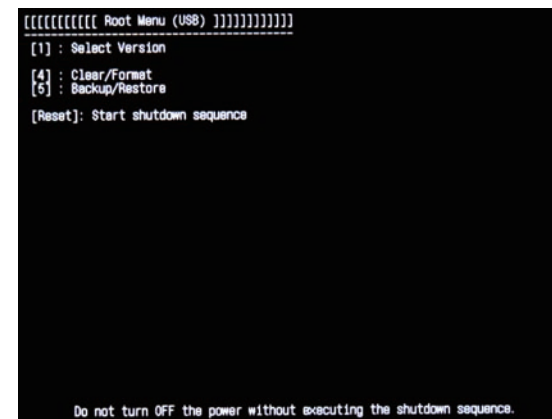 [[[[[[[[[[[ Root Menu (USB) ]]]]]]]]]]]]
[1] : Select Version
[4] : Clear/Format
[5] : Backup/Restore
[Reset]: Start shutdown sequence
Do not turn OFF the power without executing the shutdown sequence.